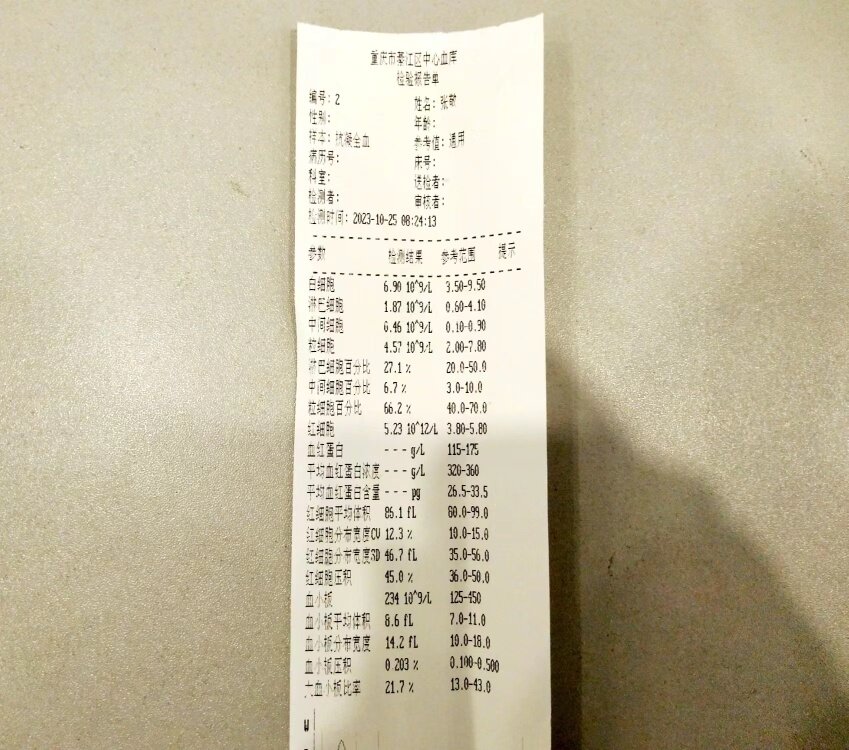 重庆市綦江区中心血库
检验报告单
编号: 2 姓名: 张敬
性别: 年龄:
样本: 抗凝全血 参考值: 通用
病历号: 床号:
科室: 送检者:
检测者: 审核者:
检测时间: 2023-10-25 08:24:13
参数 检测结果 参考范围 提示
白细胞 6.90 10^9/L 3.50-9.50
淋巴细胞 1.87 10^9/L 0.60-4.10
中间细胞 0.46 10^9/L 0.10-0.90
粒细胞 4.57 10^9/L 2.00-7.80
淋巴细胞百分比 27.1 % 20.0-50.0
中间细胞百分比 6.7 % 3.0-10.0
粒细胞百分比 66.2 % 40.0-70.0
红细胞 5.23 10^12/L 3.80-5.80
血红蛋白 --- g/L 115-175
平均血红蛋白浓度 --- g/L 320-360
平均血红蛋白含量 --- pg 26.5-33.5
红细胞平均体积 86.1 fL 80.0-99.0
红细胞分布宽度CV 12.3 % 10.0-15.0
红细胞分布宽度SD 46.7 fL 35.0-56.0
红细胞压积 45.0 % 36.0-50.0
血小板 234 10^9/L 125-450
血小板平均体积 8.6 fL 7.0-11.0
血小板分布宽度 14.2 fL 10.0-18.0
血小板压积 0.203 % 0.100-0.500
大血小板比率 21.7 % 13.0-43.0
W